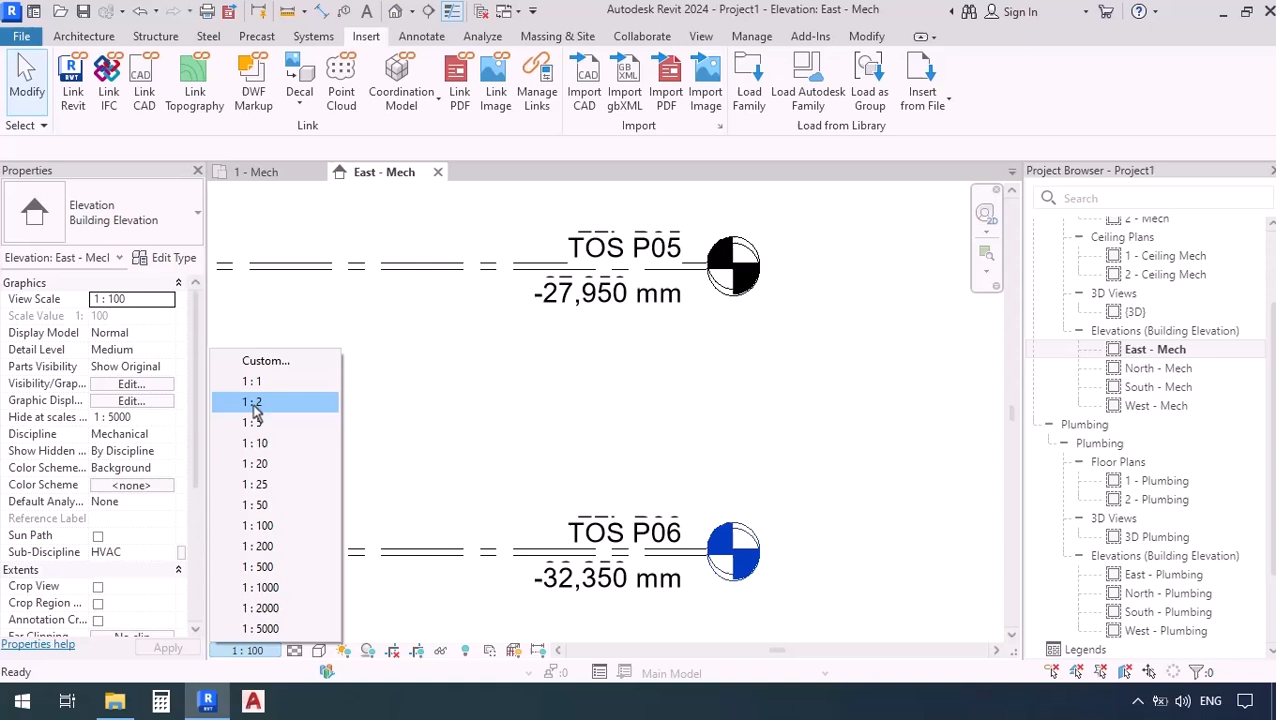 Autodesk Revit 2024 - Project1 - Elevation: East - Mech
Sign In
File Architecture Structure Steel Precast Systems Insert Annotate Analyze Massing & Site Collaborate View Manage Add-Ins Modify
Modify
Link Revit
Link IFC
Link CAD
Link Topography
DWF Markup
Decal
Point Cloud
Coordination Model
Link PDF
Link Image
Manage Links
Import CAD
Import gbXML
Import PDF
Import Image
Load Family
Load Autodesk Family
Load as Group
Insert from File
Select
Link
Import
Load from Library
Properties
Elevation
Building Elevation
Elevation: East - Mecl
Edit Type
Graphics
View Scale 1 : 100
Scale Value 1: 100
Display Model Normal
Detail Level Medium
Parts Visibility Show Original
Visibility/Grap... Edit...
Graphic Displ... Edit...
Hide at scales ... 1 : 5000
Discipline Mechanical
Show Hidden ... By Discipline
Color Scheme... Background
Color Scheme <none>
Default Analy... None
Reference Label
Sun Path
Sub-Discipline HVAC
Extents
Crop View
Crop Region ...
Annotation Cr...
Properties help
Apply
1 - Mech
East - Mech
TOS P05
-27,950 mm
TOS P06
-32,350 mm
Custom...
1 : 1
1 : 2
1 : 5
1 : 10
1 : 20
1 : 25
1 : 50
1 : 100
1 : 200
1 : 500
1 : 1000
1 : 2000
1 : 5000
1 : 100
Project Browser - Project1
Search
2 - Mech
Ceiling Plans
1 - Ceiling Mech
2 - Ceiling Mech
3D Views
{3D}
Elevations (Building Elevation)
East - Mech
North - Mech
South - Mech
West - Mech
Plumbing
Plumbing
Floor Plans
1 - Plumbing
2 - Plumbing
3D Views
3D Plumbing
Elevations (Building Elevation)
East - Plumbing
North - Plumbing
South - Plumbing
West - Plumbing
Legends
Ready
:0
Main Model
:0
ENG